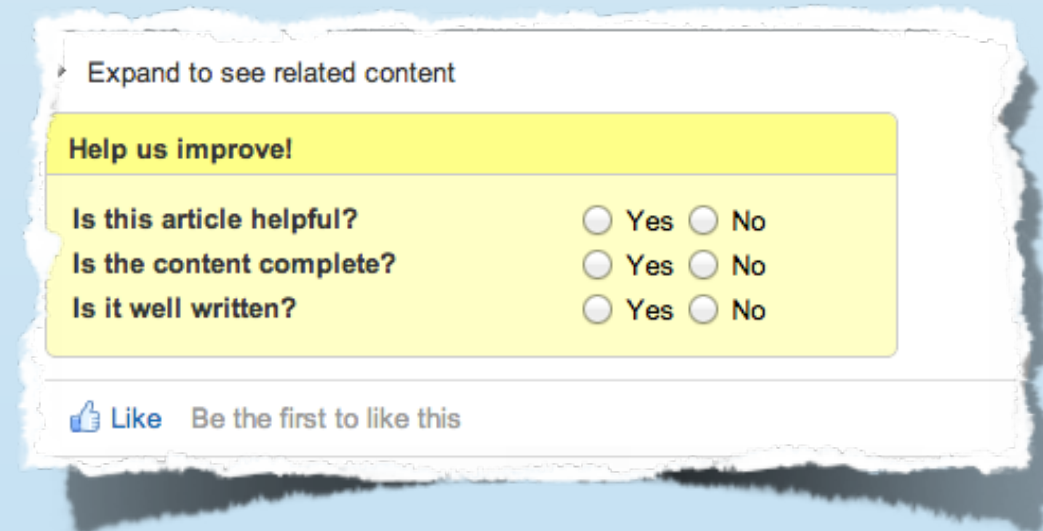 Expand to see related content
Help us improve!
Is this article helpful? Yes No
Is the content complete? Yes No
Is it well written? Yes No
Like Be the first to like this